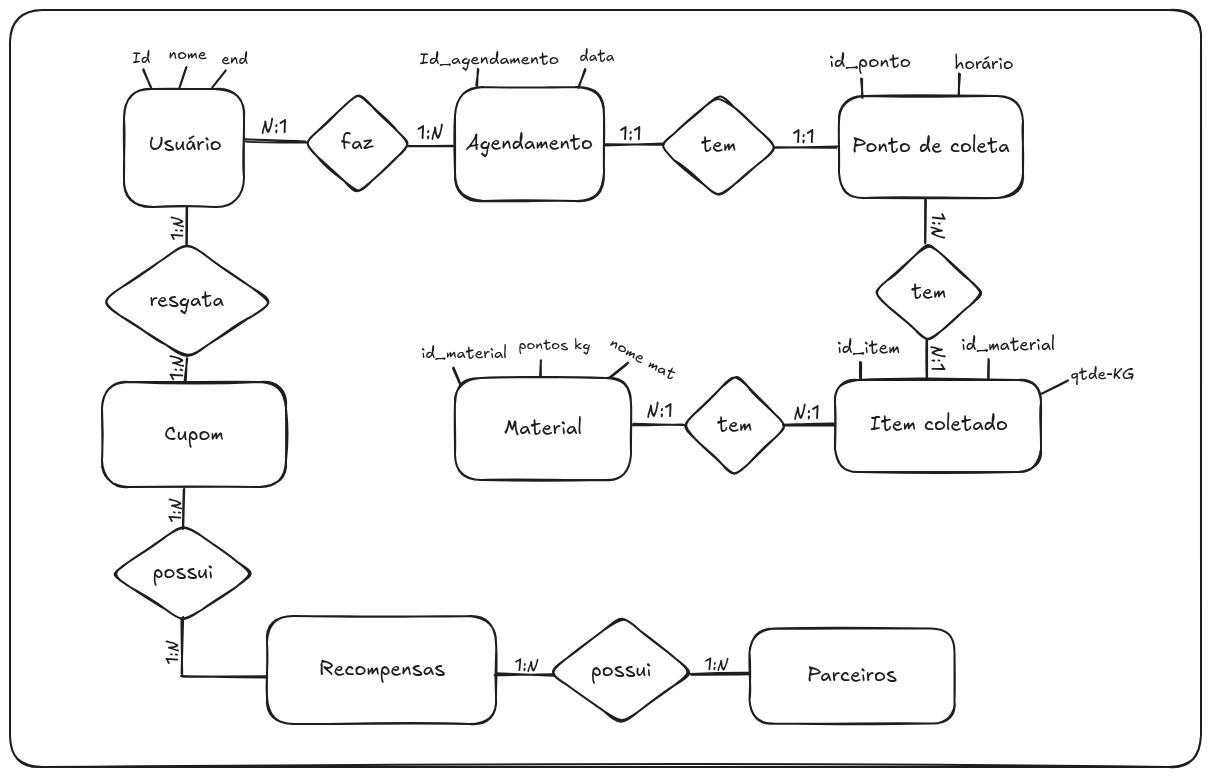 Id
nome
end
Id_agendamento
data
id_ponto
horário
Usuário
N:1
faz
1:N
Agendamento
1:1
tem
1:1
Ponto de coleta
1:N
1:N
resgata
tem
1:N
N:1
id_material
pontos kg
nome mat
id_item
id_material
qtde-KG
Cupom
Material
N:1
tem
N:1
Item coletado
1:N
possui
1:N
Recompensas
1:N
possui
1:N
Parceiros